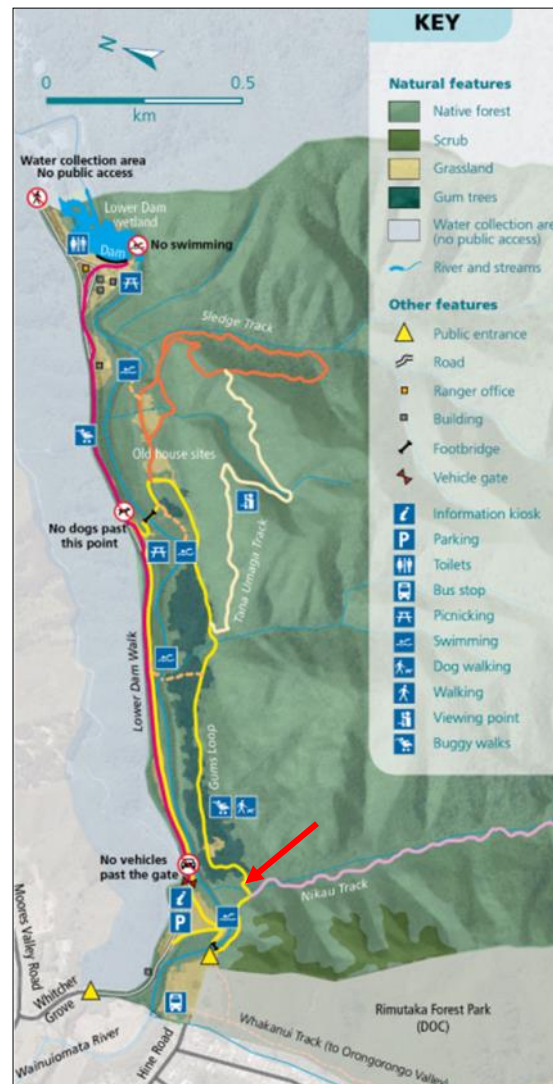 KEY
N
0
0.5
km
Natural features
Native forest
Scrub
Grassland
Gum trees
Water collection area
(no public access)
River and streams
Other features
Public entrance
Road
Ranger office
Building
Footbridge
Vehicle gate
i
Information kiosk
P
Parking
Toilets
Bus stop
Picnicking
Swimming
Dog walking
Walking
Viewing point
Buggy walks
Water collection area
No public access
Lower Dam
wetland
No swimming
Dam
Sledge Track
Old house sites
No dogs past
this point
Tana Umaga Track
Lower Dam Walk
Gums Loop
No vehicles
past the gate
i
P
Nikau Track
Moores Valley Road
Whitcher
Grove
Wainuiomata River
Hine Road
Rimutaka Forest Park
(DOC)
Whakanui Track (to Orongorongo Valley)